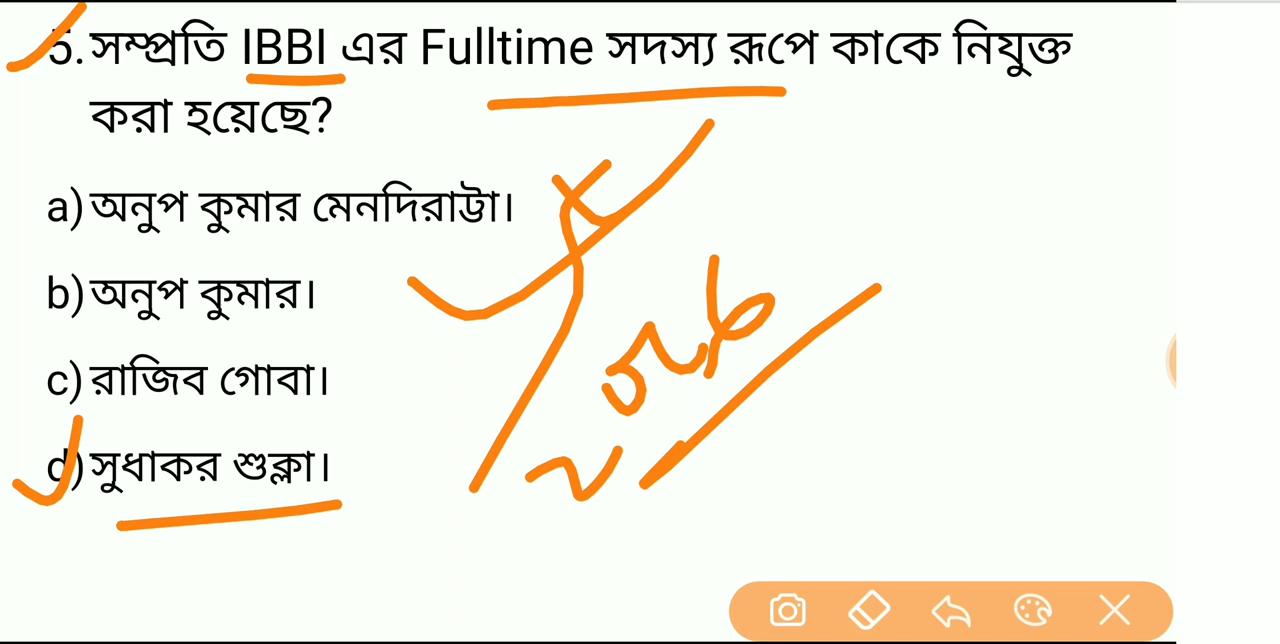 5. সম্প্রতি IBBI এর Fulltime সদস্য রূপে কাকে নিযুক্ত
করা হয়েছে?
a) অনুপ কুমার মেনদিরাট্টা।
b) অনুপ কুমার।
c) রাজিব গোবা।
d) সুধাকর শুক্লা।